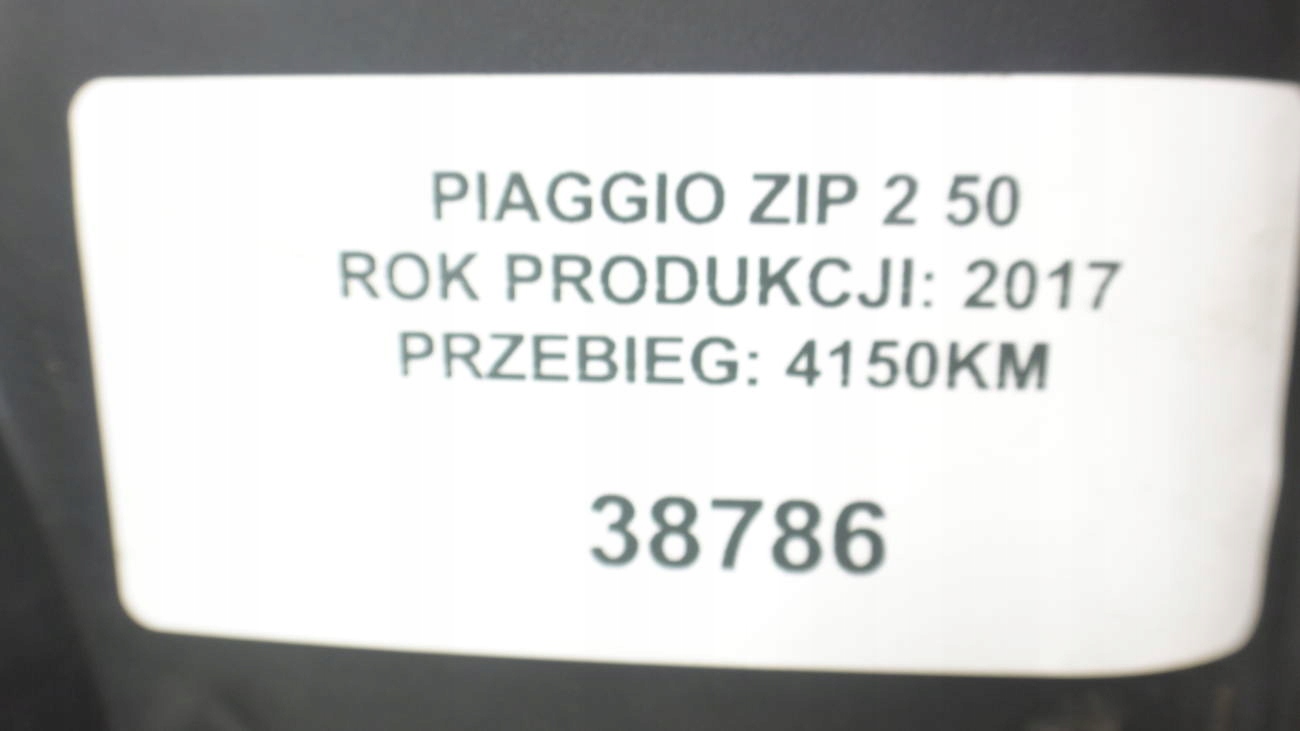 PIAGGIO ZIP 2 50
ROK PRODUKCJI: 2017
PRZEBIEG: 4150KM
38786